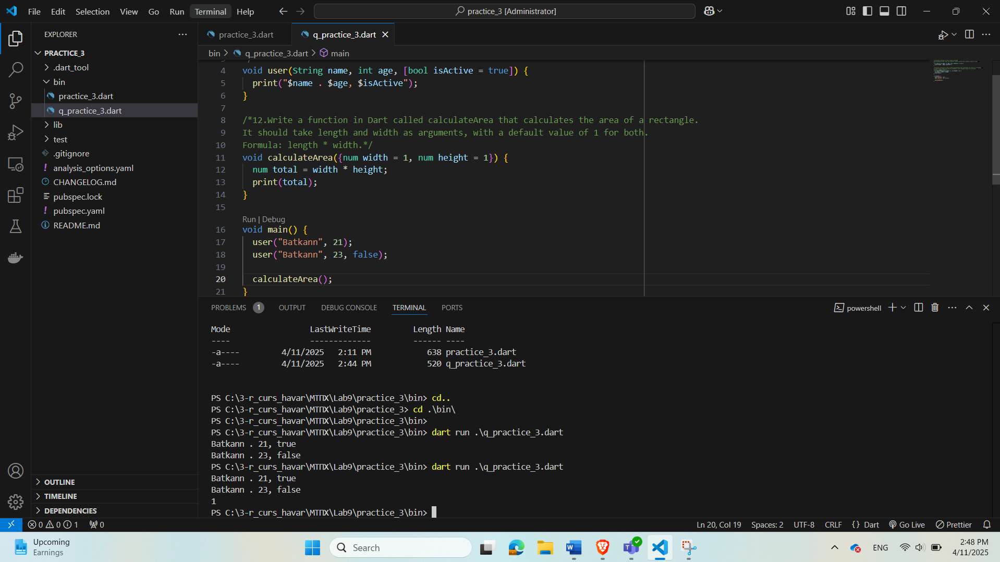 File Edit Selection View Go Run Terminal Help
practice_3 [Administrator]
EXPLORER
PRACTICE_3
.dart_tool
bin
practice_3.dart
q_practice_3.dart
lib
test
.gitignore
analysis_options.yaml
CHANGELOG.md
pubspec.lock
pubspec.yaml
README.md
OUTLINE
TIMELINE
DEPENDENCIES
practice_3.dart q_practice_3.dart
bin > q_practice_3.dart > main
4 void user(String name, int age, [bool isActive = true]) {
5 print("$name . $age, $isActive");
6 }
7
8 /*12.Write a function in Dart called calculateArea that calculates the area of a rectangle.
9 It should take length and width as arguments, with a default value of 1 for both.
10 Formula: length * width.*/
11 void calculateArea({num width = 1, num height = 1}) {
12 num total = width * height;
13 print(total);
14 }
15
Run | Debug
16 void main() {
17 user("Batkann", 21);
18 user("Batkann", 23, false);
19
20 calculateArea();
21 }
PROBLEMS 1 OUTPUT DEBUG CONSOLE TERMINAL PORTS
powershell
Mode LastWriteTime Length Name
---- ------------- ------ ----
-a---- 4/11/2025 2:11 PM 638 practice_3.dart
-a---- 4/11/2025 2:44 PM 520 q_practice_3.dart
PS C:\3-r_curs_havar\МТПХ\Lab9\practice_3\bin> cd..
PS C:\3-r_curs_havar\МТПХ\Lab9\practice_3> cd .\bin\
PS C:\3-r_curs_havar\МТПХ\Lab9\practice_3\bin>
PS C:\3-r_curs_havar\МТПХ\Lab9\practice_3\bin> dart run .\q_practice_3.dart
Batkann . 21, true
Batkann . 23, false
PS C:\3-r_curs_havar\МТПХ\Lab9\practice_3\bin> dart run .\q_practice_3.dart
Batkann . 21, true
Batkann . 23, false
1
PS C:\3-r_curs_havar\МТПХ\Lab9\practice_3\bin>
0 0 1 0
Ln 20, Col 19 Spaces: 2 UTF-8 CRLF {} Dart Go Live Prettier
Upcoming
Earnings
Search
ENG
2:48 PM
4/11/2025